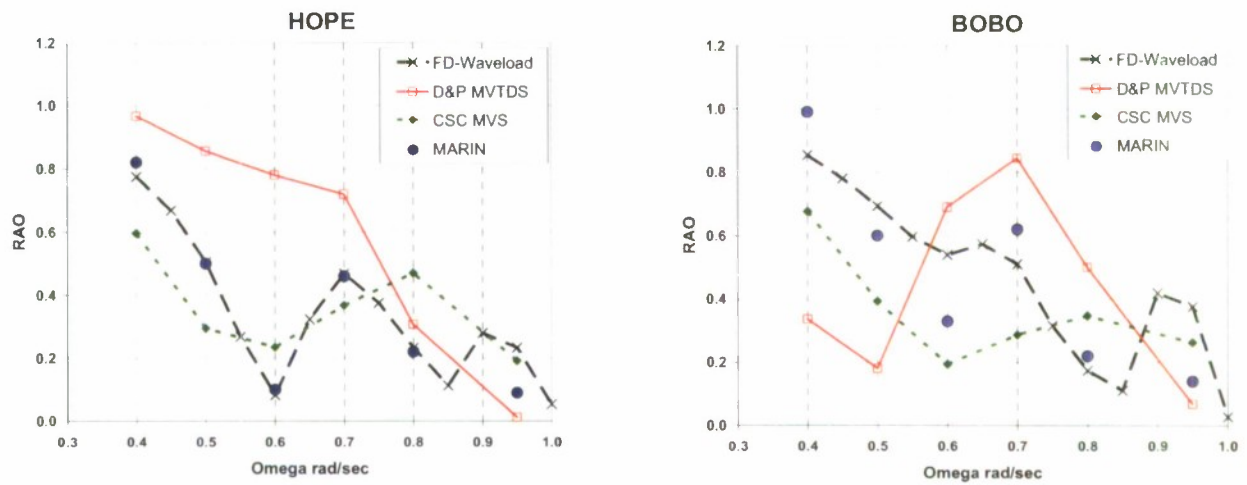 HOPE
1.2
1.0
0.8
0.6
0.4
0.2
0.0
RAO
FD-Waveload
D&P MVTDS
CSC MVS
MARIN
0.3 0.4 0.5 0.6 0.7 0.8 0.9 1.0
Omega rad/sec
BOBO
1.2
1.0
0.8
0.6
0.4
0.2
0.0
RAO
FD-Waveload
D&P MVTDS
CSC MVS
MARIN
0.3 0.4 0.5 0.6 0.7 0.8 0.9 1.0
Omega rad/sec